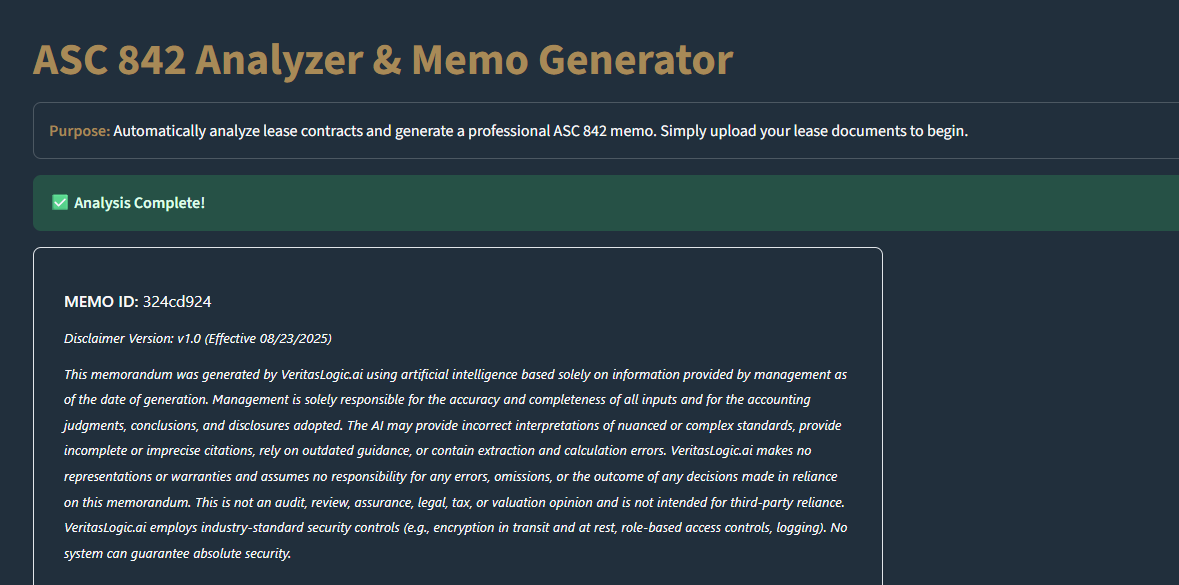 ASC 842 Analyzer & Memo Generator
Purpose: Automatically analyze lease contracts and generate a professional ASC 842 memo. Simply upload your lease documents to begin.
✅ Analysis Complete!
MEMO ID: 324cd924
Disclaimer Version: v1.0 (Effective 08/23/2025)
This memorandum was generated by VeritasLogic.ai using artificial intelligence based solely on information provided by management as
of the date of generation. Management is solely responsible for the accuracy and completeness of all inputs and for the accounting
judgments, conclusions, and disclosures adopted. The AI may provide incorrect interpretations of nuanced or complex standards, provide
incomplete or imprecise citations, rely on outdated guidance, or contain extraction and calculation errors. VeritasLogic.ai makes no
representations or warranties and assumes no responsibility for any errors, omissions, or the outcome of any decisions made in reliance
on this memorandum. This is not an audit, review, assurance, legal, tax, or valuation opinion and is not intended for third-party reliance.
VeritasLogic.ai employs industry-standard security controls (e.g., encryption in transit and at rest, role-based access controls, logging). No
system can guarantee absolute security.